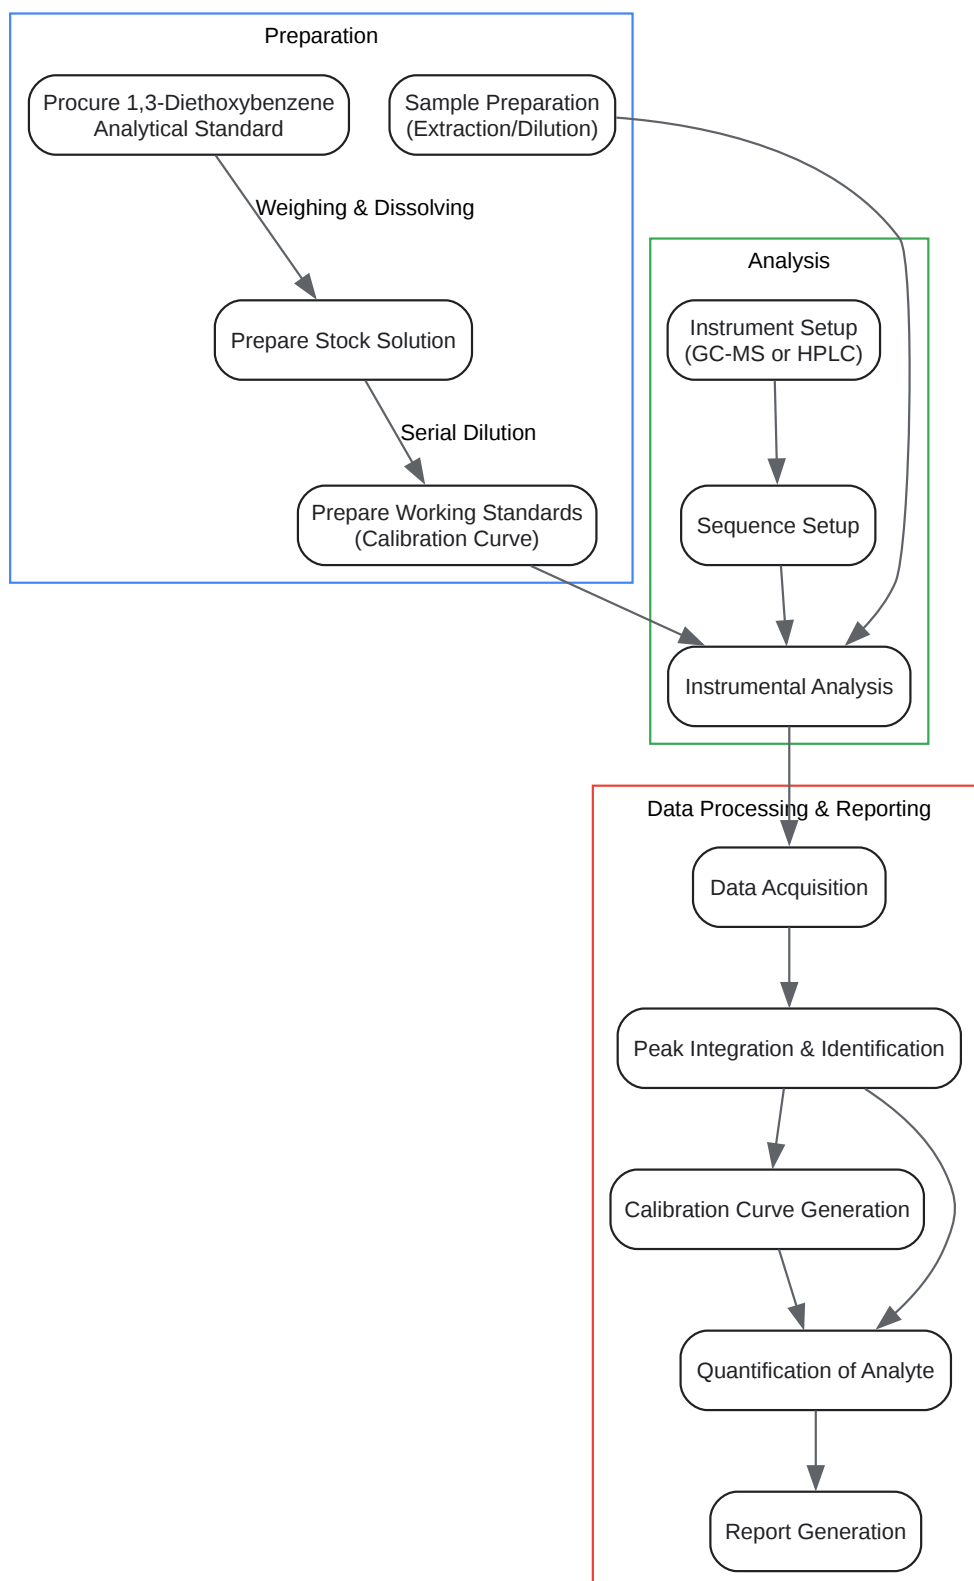 Preparation
Procure 1,3-Diethoxybenzene
Analytical Standard
Sample Preparation
(Extraction/Dilution)
Weighing & Dissolving
Prepare Stock Solution
Serial Dilution
Prepare Working Standards
(Calibration Curve)
Analysis
Instrument Setup
(GC-MS or HPLC)
Sequence Setup
Instrumental Analysis
Data Processing & Reporting
Data Acquisition
Peak Integration & Identification
Calibration Curve Generation
Quantification of Analyte
Report Generation